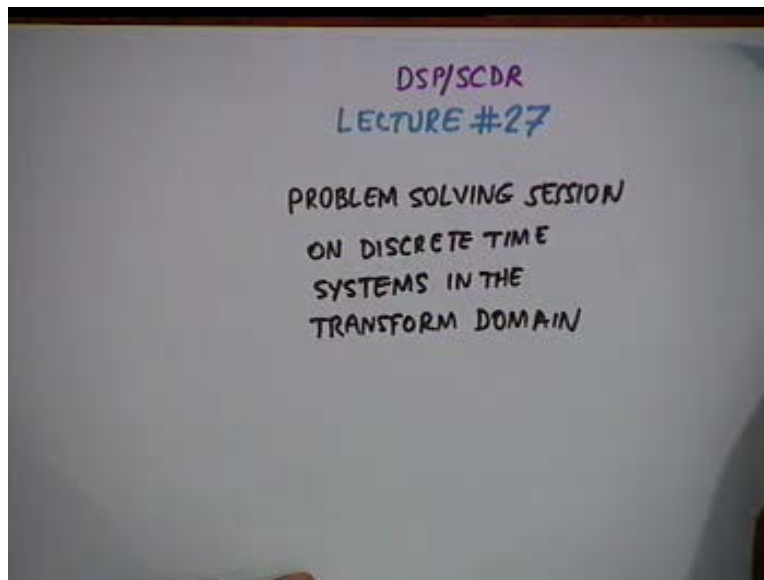 DSP/SCDR
LECTURE #27
PROBLEM SOLVING SESSION
ON DISCRETE TIME
SYSTEMS IN THE
TRANSFORM DOMAIN